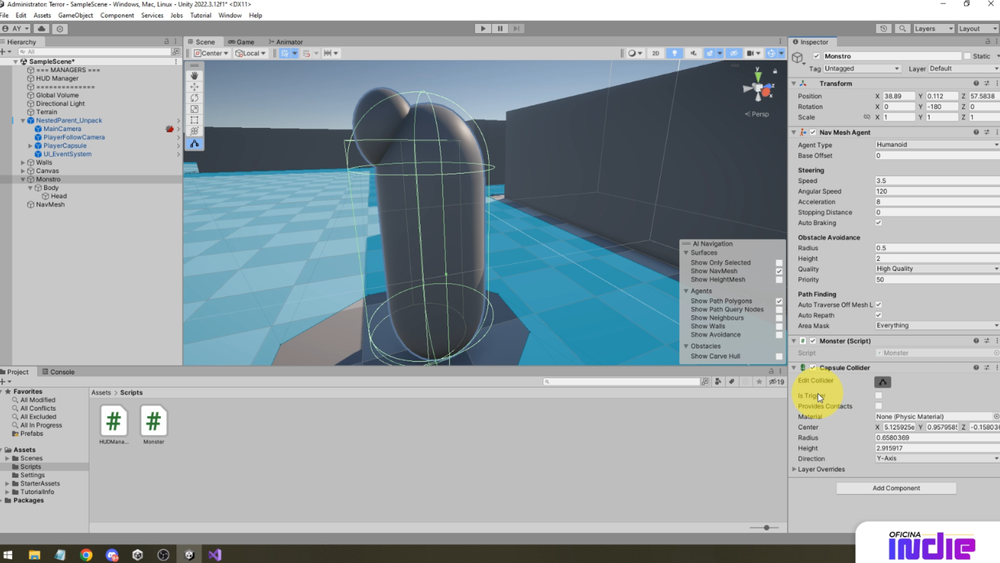 Administrator: Terror - SampleScene - Windows, Mac, Linux - Unity 2022.3.12f1* <DX11>
File Edit Assets GameObject Component Services Jobs Tutorial Window Help
AY
Layers Layout
Hierarchy
All
SampleScene*
=== MANAGERS ===
HUD Manager
==============
Global Volume
Directional Light
Terrain
NestedParent_Unpack
MainCamera
PlayerFollowCamera
PlayerCapsule
UI_EventSystem
Walls
Canvas
Monstro
Body
Head
NavMesh
Scene Game Animator
Center Local 2D
y
z
< Persp
AI Navigation
Surfaces
Show Only Selected
Show NavMesh
Show HeightMesh
Agents
Show Path Polygons
Show Path Query Nodes
Show Neighbours
Show Walls
Show Avoidance
Obstacles
Show Carve Hull
Inspector
Monstro Static
Tag Untagged Layer Default
Transform
Position X 38.89 Y 0.112 Z 57.5838
Rotation X 0 Y -180 Z 0
Scale X 1 Y 1 Z 1
Nav Mesh Agent
Agent Type Humanoid
Base Offset 0
Steering
Speed 3.5
Angular Speed 120
Acceleration 8
Stopping Distance 0
Auto Braking
Obstacle Avoidance
Radius 0.5
Height 2
Quality High Quality
Priority 50
Path Finding
Auto Traverse Off Mesh L
Auto Repath
Area Mask Everything
Monster (Script)
Script Monster
Capsule Collider
Edit Collider
Is Trigger
Provides Contacts
Material None (Physic Material)
Center X 5.125925e Y 0.957958 Z -0.158036
Radius 0.6580369
Height 2.915917
Direction Y-Axis
Layer Overrides
Add Component
Project Console
19
Favorites
All Modified
All Conflicts
All Excluded
All In Progress
Prefabs
Assets
Scenes
Scripts
Settings
StarterAssets
TutorialInfo
Packages
Assets > Scripts
HUDMana...
Monster
OFICINA
indie